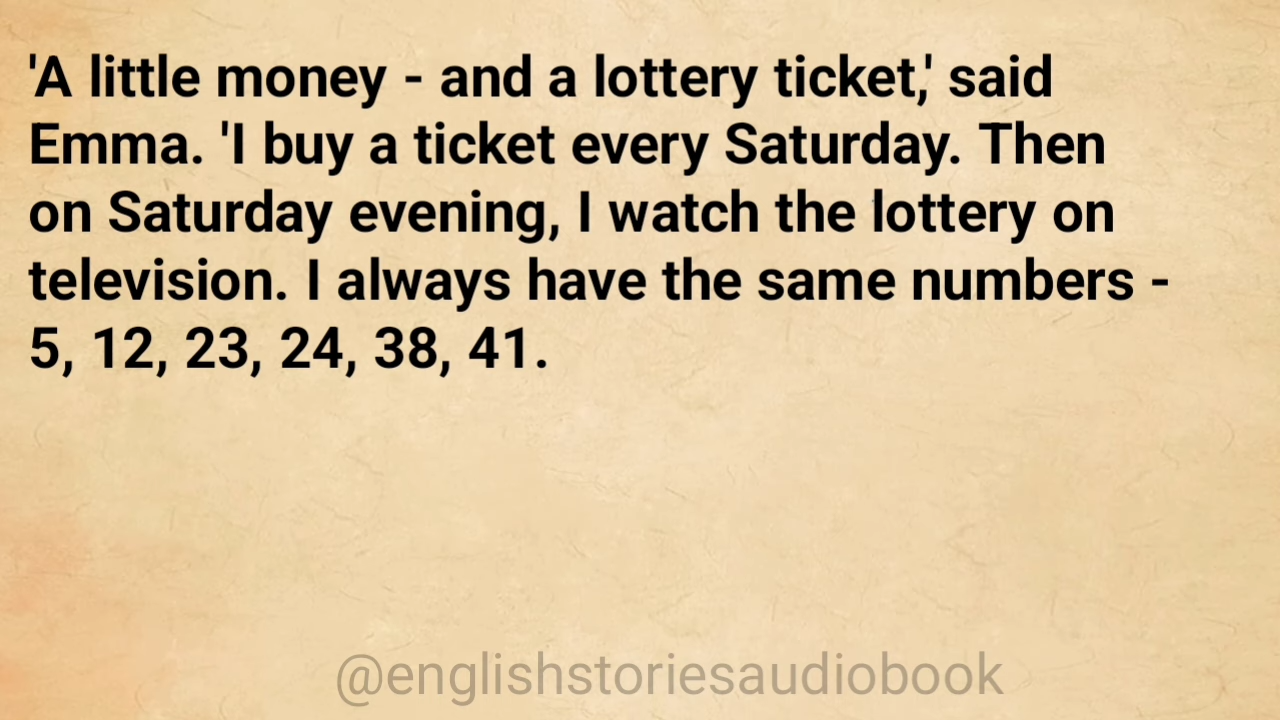 'A little money - and a lottery ticket,' said
Emma. 'I buy a ticket every Saturday. Then
on Saturday evening, I watch the lottery on
television. I always have the same numbers -
5, 12, 23, 24, 38, 41.
@englishstoriesaudiobook